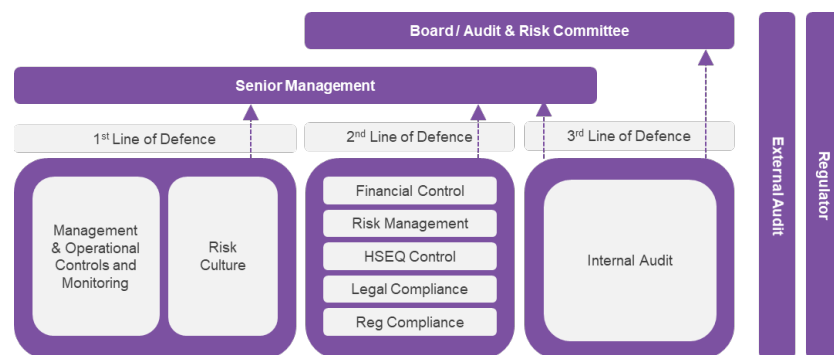 Board / Audit & Risk Committee
Senior Management
1st Line of Defence
2nd Line of Defence
3rd Line of Defence
Management
& Operational
Controls and
Monitoring
Risk
Culture
Financial Control
Risk Management
HSEQ Control
Legal Compliance
Reg Compliance
Internal Audit
External Audit
Regulator